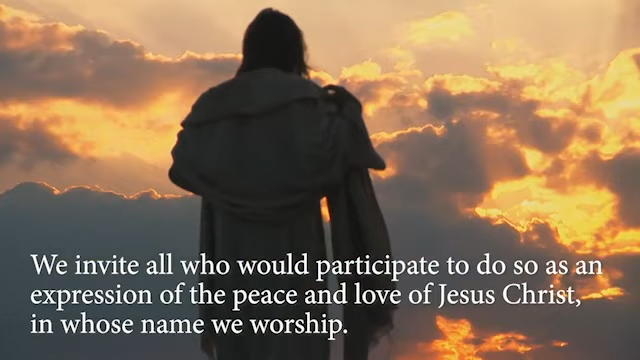 We invite all who would participate to do so as an
expression of the peace and love of Jesus Christ,
in whose name we worship.